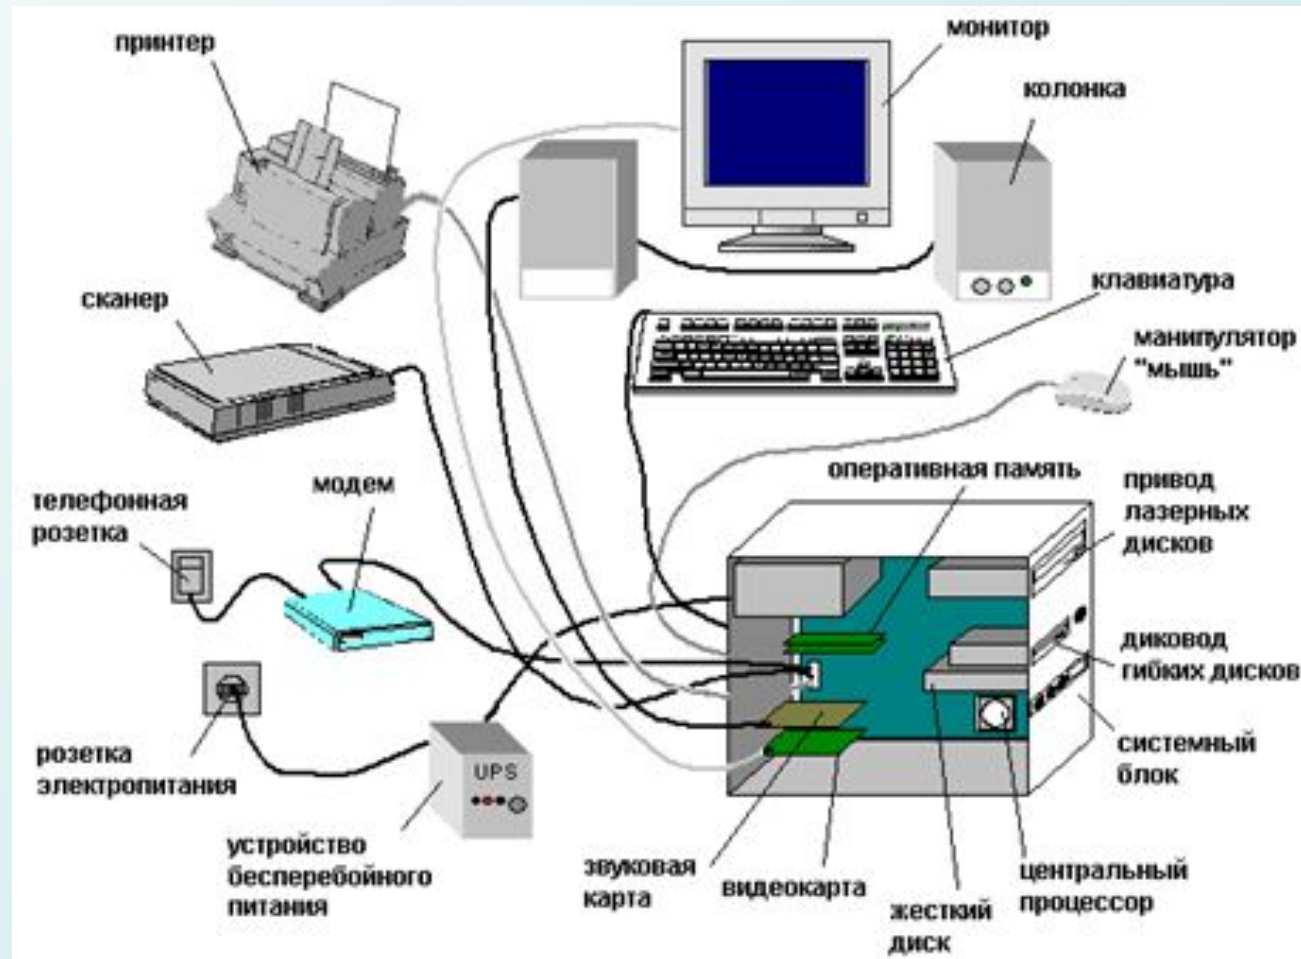 принтер
монитор
колонка
сканер
клавиатура
манипулятор
"мышь"
телефонная
розетка
модем
оперативная память
привод
лазерных
дисков
диковод
гибких дисков
розетка
электропитания
UPS
системный
блок
устройство
бесперебойного
питания
звуковая
карта
видеокарта
жесткий
диск
центральный
процессор